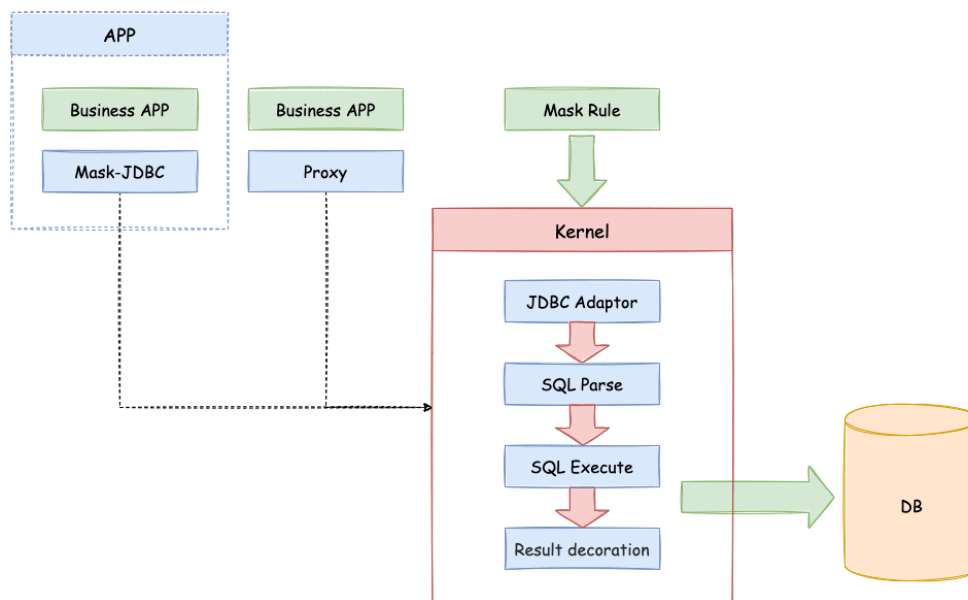 APP
Business APP
Business APP
Mask Rule
Mask-JDBC
Proxy
Kernel
JDBC Adaptor
SQL Parse
SQL Execute
DB
Result decoration